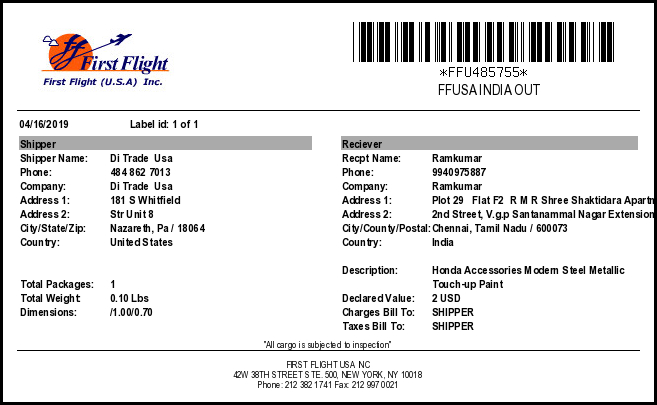 First Flight
First Flight (U.S.A) Inc.
*FFU485755*
FFUSA INDIA OUT
04/16/2019 Label id: 1 of 1
Shipper
Shipper Name: Di Trade Usa
Phone: 484 862 7013
Company: Di Trade Usa
Address 1: 181 S Whitfield
Address 2: Str Unit 8
City/State/Zip: Nazareth, Pa / 18064
Country: United States
Total Packages: 1
Total Weight: 0.10 Lbs
Dimensions: /1.00/0.70
Reciever
Recpt Name: Ramkumar
Phone: 9940975887
Company: Ramkumar
Address 1: Plot 29 Flat F2 R M R Shree Shaktidara Apartm
Address 2: 2nd Street, V.g.p Santanammal Nagar Extension
City/County/Postal: Chennai, Tamil Nadu / 600073
Country: India
Description: Honda Accessories Modern Steel Metallic
Touch-up Paint
Declared Value: 2 USD
Charges Bill To: SHIPPER
Taxes Bill To: SHIPPER
"All cargo is subjected to inspection"
FIRST FLIGHT USA INC
42W 38TH STREET STE. 500, NEW YORK, NY 10018
Phone: 212 382 1741 Fax: 212 997 0021